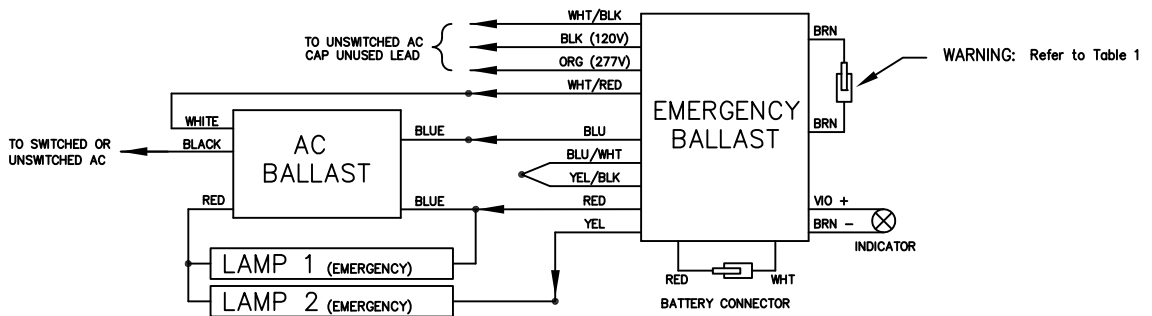 WHT/BLK
TO UNSWITCHED AC
CAP UNUSED LEAD
BLK (120V)
ORG (277V)
WHT/RED
BRN
WARNING: Refer to Table 1
EMERGENCY
BALLAST
BRN
WHITE
TO SWITCHED OR
UNSWITCHED AC
BLACK
AC
BALLAST
BLUE
BLU
BLU/WHT
YEL/BLK
RED
BLUE
RED
YEL
VIO +
BRN -
INDICATOR
LAMP 1 (EMERGENCY)
LAMP 2 (EMERGENCY)
RED
WHT
BATTERY CONNECTOR